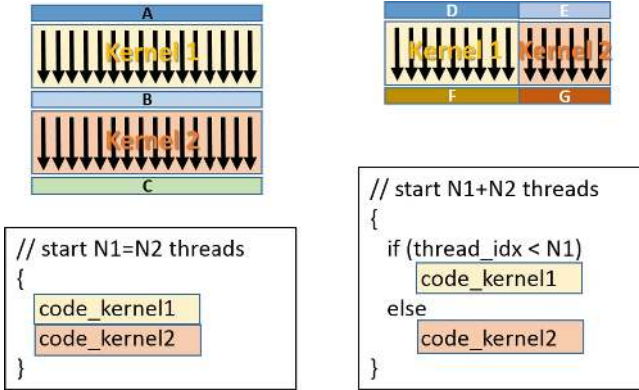 A
Kernel 1
B
Kernel 2
C
D E
Kernel 1 Kernel 2
F G
// start N1=N2 threads
{
code_kernel1
code_kernel2
}
// start N1+N2 threads
{
if (thread_idx < N1)
code_kernel1
else
code_kernel2
}